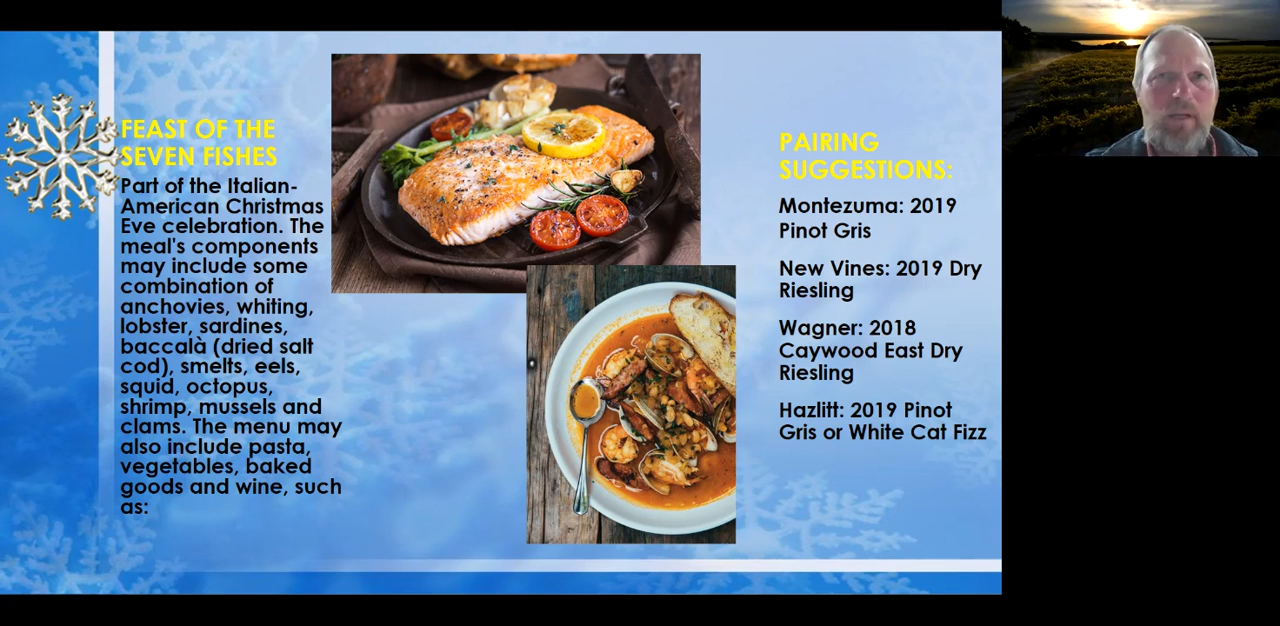 FEAST OF THE
SEVEN FISHES
Part of the Italian-
American Christmas
Eve celebration. The
meal's components
may include some
combination of
anchovies, whiting,
lobster, sardines,
baccalà (dried salt
cod), smelts, eels,
squid, octopus,
shrimp, mussels and
clams. The menu may
also include pasta,
vegetables, baked
goods and wine, such
as:
PAIRING
SUGGESTIONS:
Montezuma: 2019
Pinot Gris
New Vines: 2019 Dry
Riesling
Wagner: 2018
Caywood East Dry
Riesling
Hazlitt: 2019 Pinot
Gris or White Cat Fizz